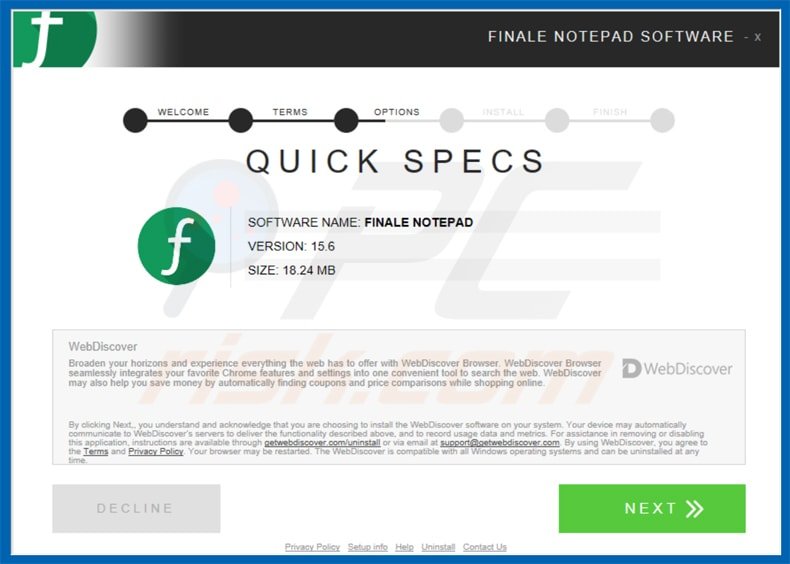 FINALE NOTEPAD SOFTWARE - x
WELCOME TERMS OPTIONS INSTALL FINISH
QUICK SPECS
SOFTWARE NAME: FINALE NOTEPAD
VERSION: 15.6
SIZE: 18.24 MB
PC
risk.com
WebDiscover
Broaden your horizons and experience everything the web has to offer with WebDiscover Browser. WebDiscover Browser
seamlessly integrates your favorite Chrome features and settings into one convenient tool to search the web. WebDiscover
may also help you save money by automatically finding coupons and price comparisons while shopping online.
WebDiscover
By clicking Next,, you understand and acknowledge that you are choosing to install the WebDiscover software on your system. Your device may automatically
communicate to WebDiscover's servers to deliver the functionality described above, and to record usage data and metrics. For assistance in removing or disabling
this application, instructions are available through getwebdiscover.com/uninstall or via email at support@getwebdiscover.com. By using WebDiscover, you agree to
the Terms and Privacy Policy. Your browser may be restarted. The WebDiscover is compatible with all Windows operating systems and can be uninstalled at any
time.
DECLINE
NEXT
Privacy Policy Setup info Help Uninstall Contact Us